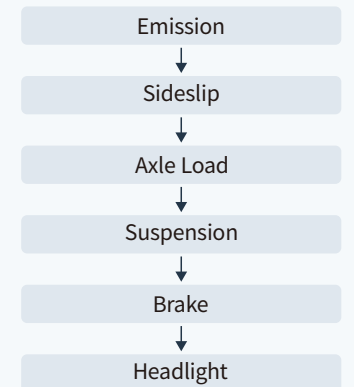 Emission
Sideslip
Axle Load
Suspension
Brake
Headlight